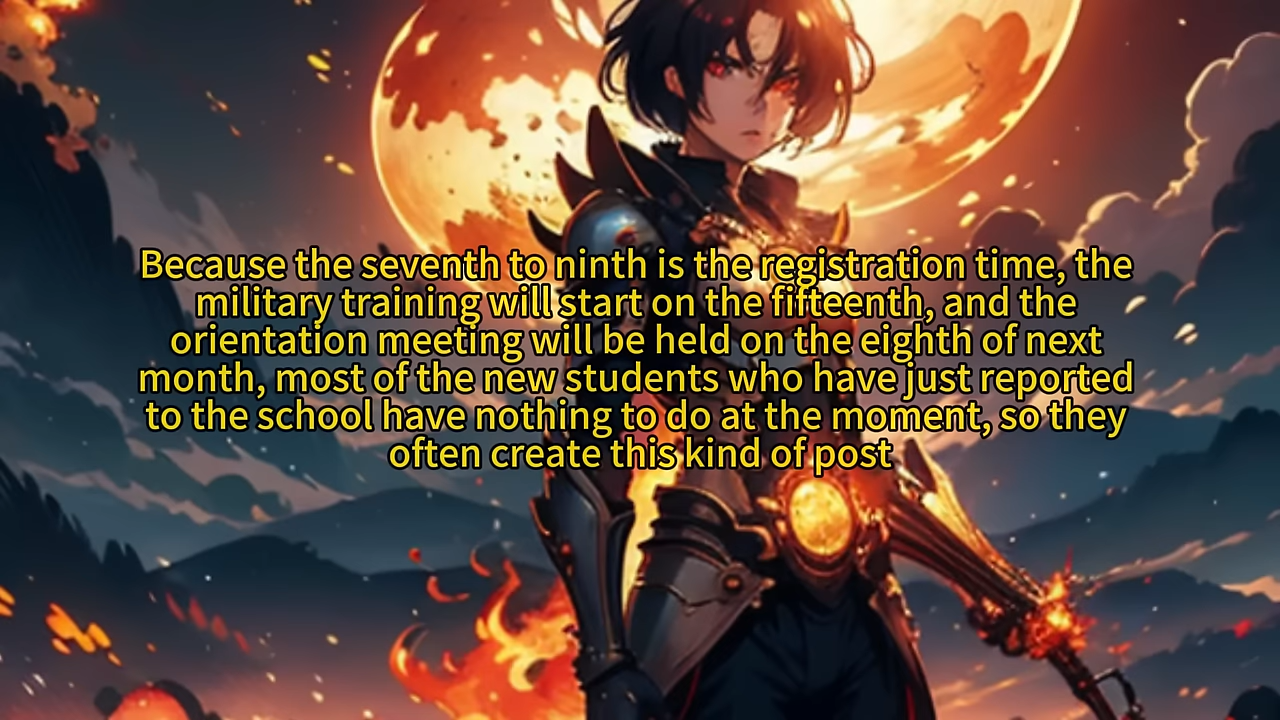 Because the seventh to ninth is the registration time, the
military training will start on the fifteenth, and the
orientation meeting will be held on the eighth of next
month, most of the new students who have just reported
to the school have nothing to do at the moment, so they
often create this kind of post